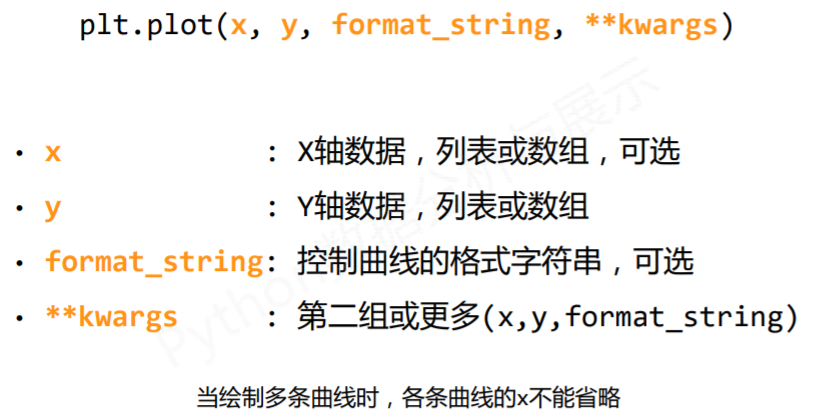 plt.plot(x, y, format_string, **kwargs)
• x : X轴数据，列表或数组，可选
• y : Y轴数据，列表或数组
• format_string: 控制曲线的格式字符串，可选
• **kwargs : 第二组或更多(x,y,format_string)
当绘制多条曲线时，各条曲线的x不能省略
Python数据分析与展示